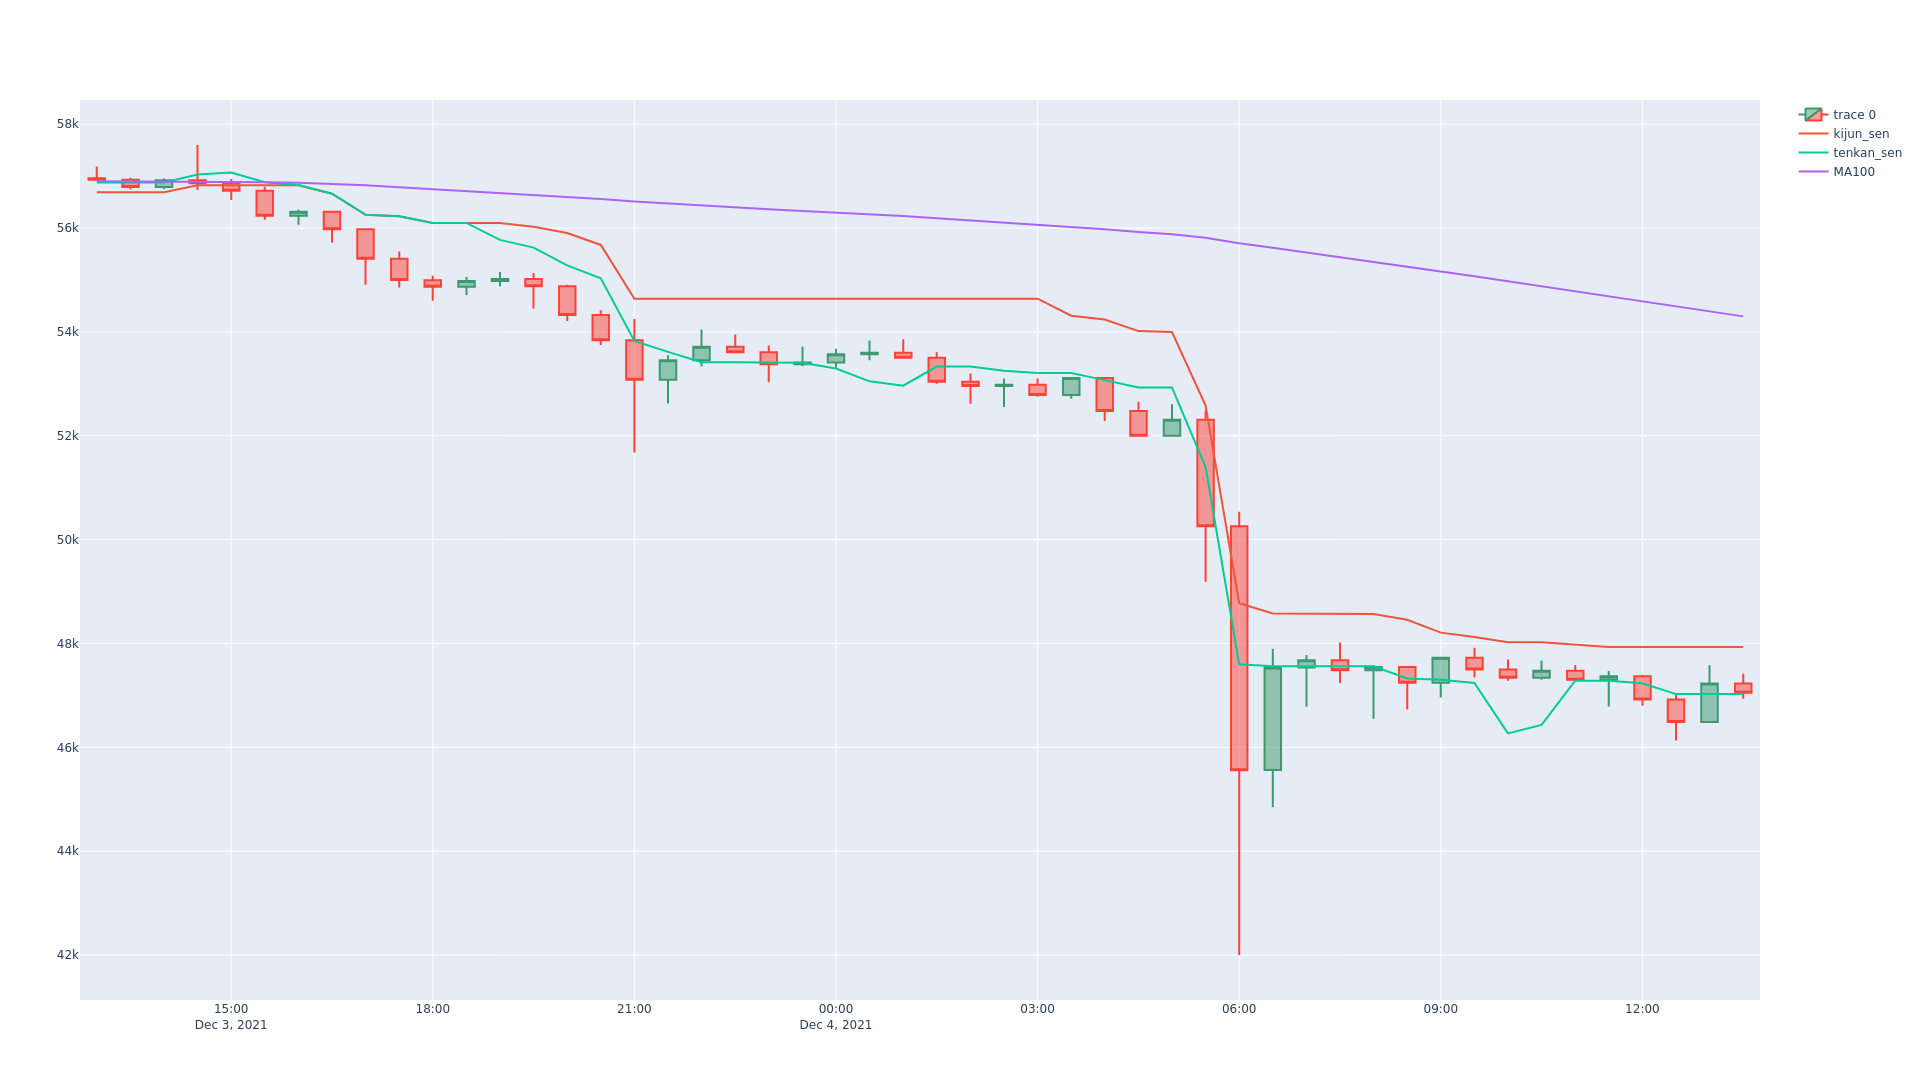 58k
56k
54k
52k
50k
48k
46k
44k
42k
15:00
Dec 3, 2021
18:00
21:00
00:00
Dec 4, 2021
03:00
06:00
09:00
12:00
trace 0
kijun_sen
tenkan_sen
MA100